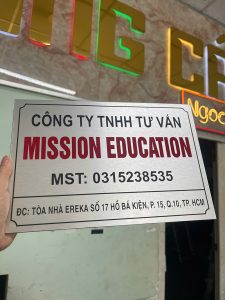 Ngọc
CÔNG TY TNHH TƯ VẤN
MISSION EDUCATION
MST: 0315238535
ĐC: TÒA NHÀ EREKA SỐ 17 HỒ BÁ KIỆN, P. 15, Q.10, TP. HCM